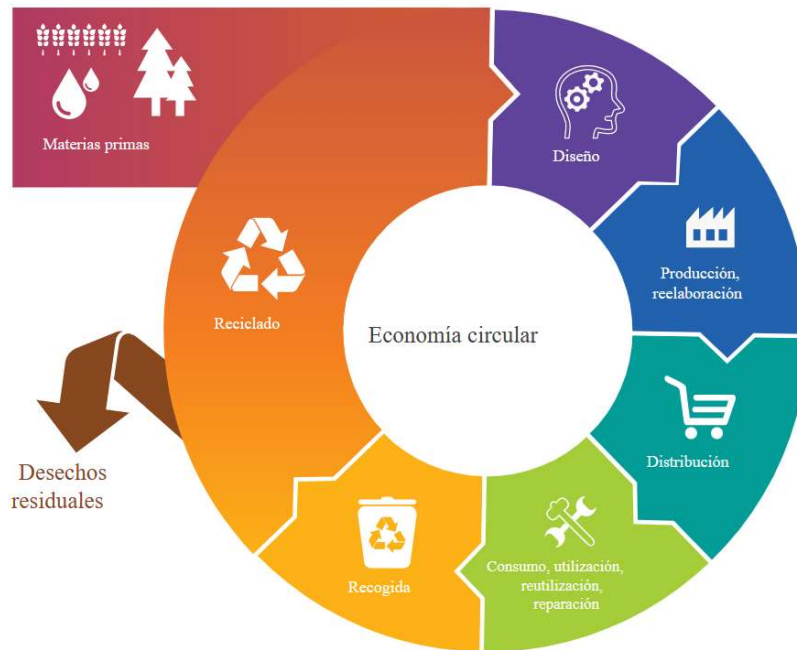 Materias primas
Diseño
Producción,
reelaboración
Distribución
Consumo, utilización,
reutilización,
reparación
Recogida
Reciclado
Economía circular
Desechos
residuales